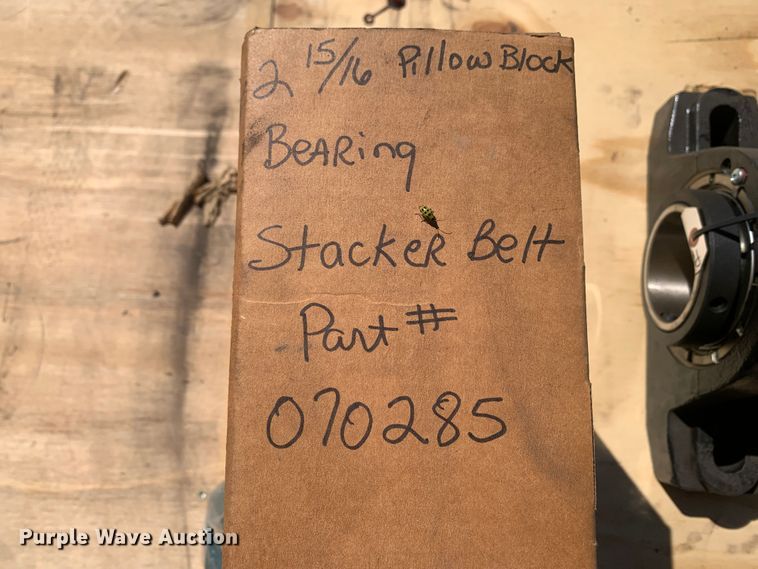 2 15/16 Pillow Block
Bearing
Stacker Belt
Part #
070285
Purple Wave Auction